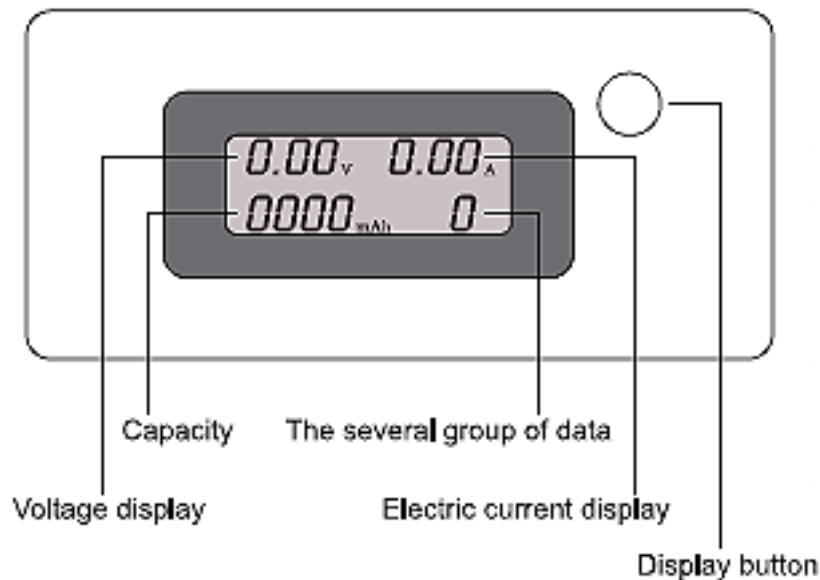 0.00V 0.00A
0000mAh 0
Capacity The several group of data
Voltage display Electric current display
Display button